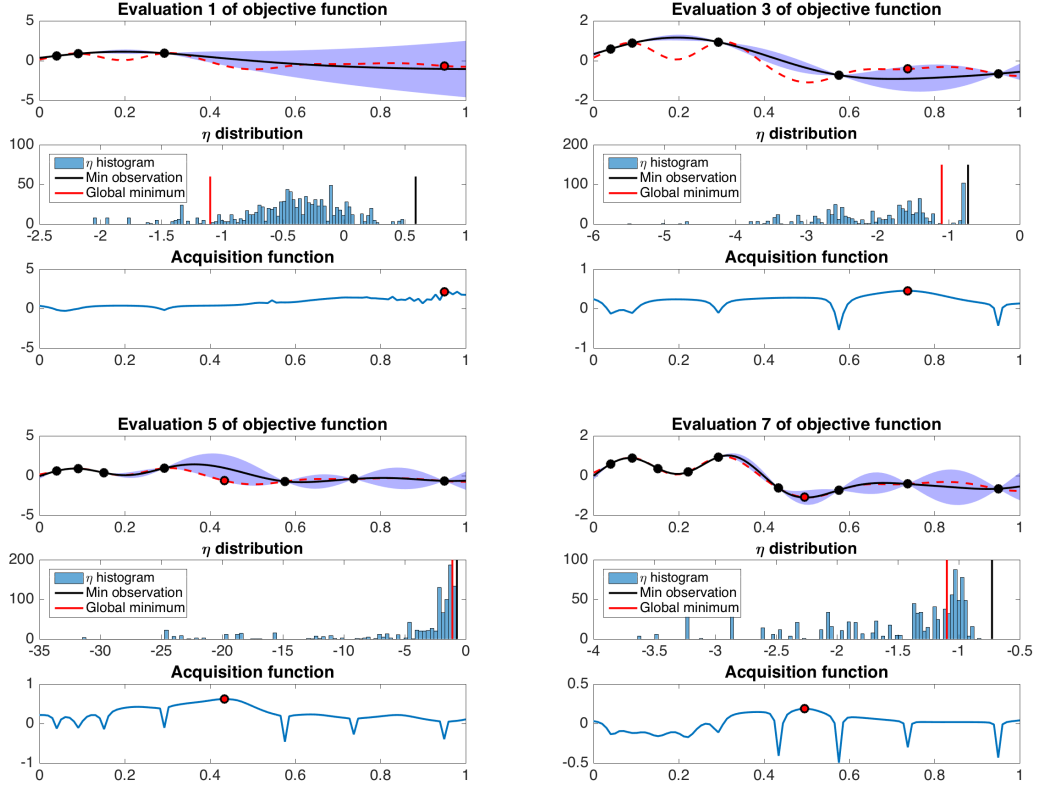 Evaluation 1 of objective function
5
0
-5
0 0.2 0.4 0.6 0.8 1
η distribution
100
50
0
η histogram
Min observation
Global minimum
-2.5 -2 -1.5 -1 -0.5 0 0.5 1
Acquisition function
5
0
-5
0 0.2 0.4 0.6 0.8 1
Evaluation 3 of objective function
2
0
-2
0 0.2 0.4 0.6 0.8 1
η distribution
200
100
0
η histogram
Min observation
Global minimum
-6 -5 -4 -3 -2 -1 0
Acquisition function
1
0
-1
0 0.2 0.4 0.6 0.8 1
Evaluation 5 of objective function
5
0
-5
0 0.2 0.4 0.6 0.8 1
η distribution
200
100
0
η histogram
Min observation
Global minimum
-35 -30 -25 -20 -15 -10 -5 0
Acquisition function
1
0
-1
0 0.2 0.4 0.6 0.8 1
Evaluation 7 of objective function
2
0
-2
0 0.2 0.4 0.6 0.8 1
η distribution
100
50
0
η histogram
Min observation
Global minimum
-4 -3.5 -3 -2.5 -2 -1.5 -1 -0.5
Acquisition function
0.5
0
-0.5
0 0.2 0.4 0.6 0.8 1